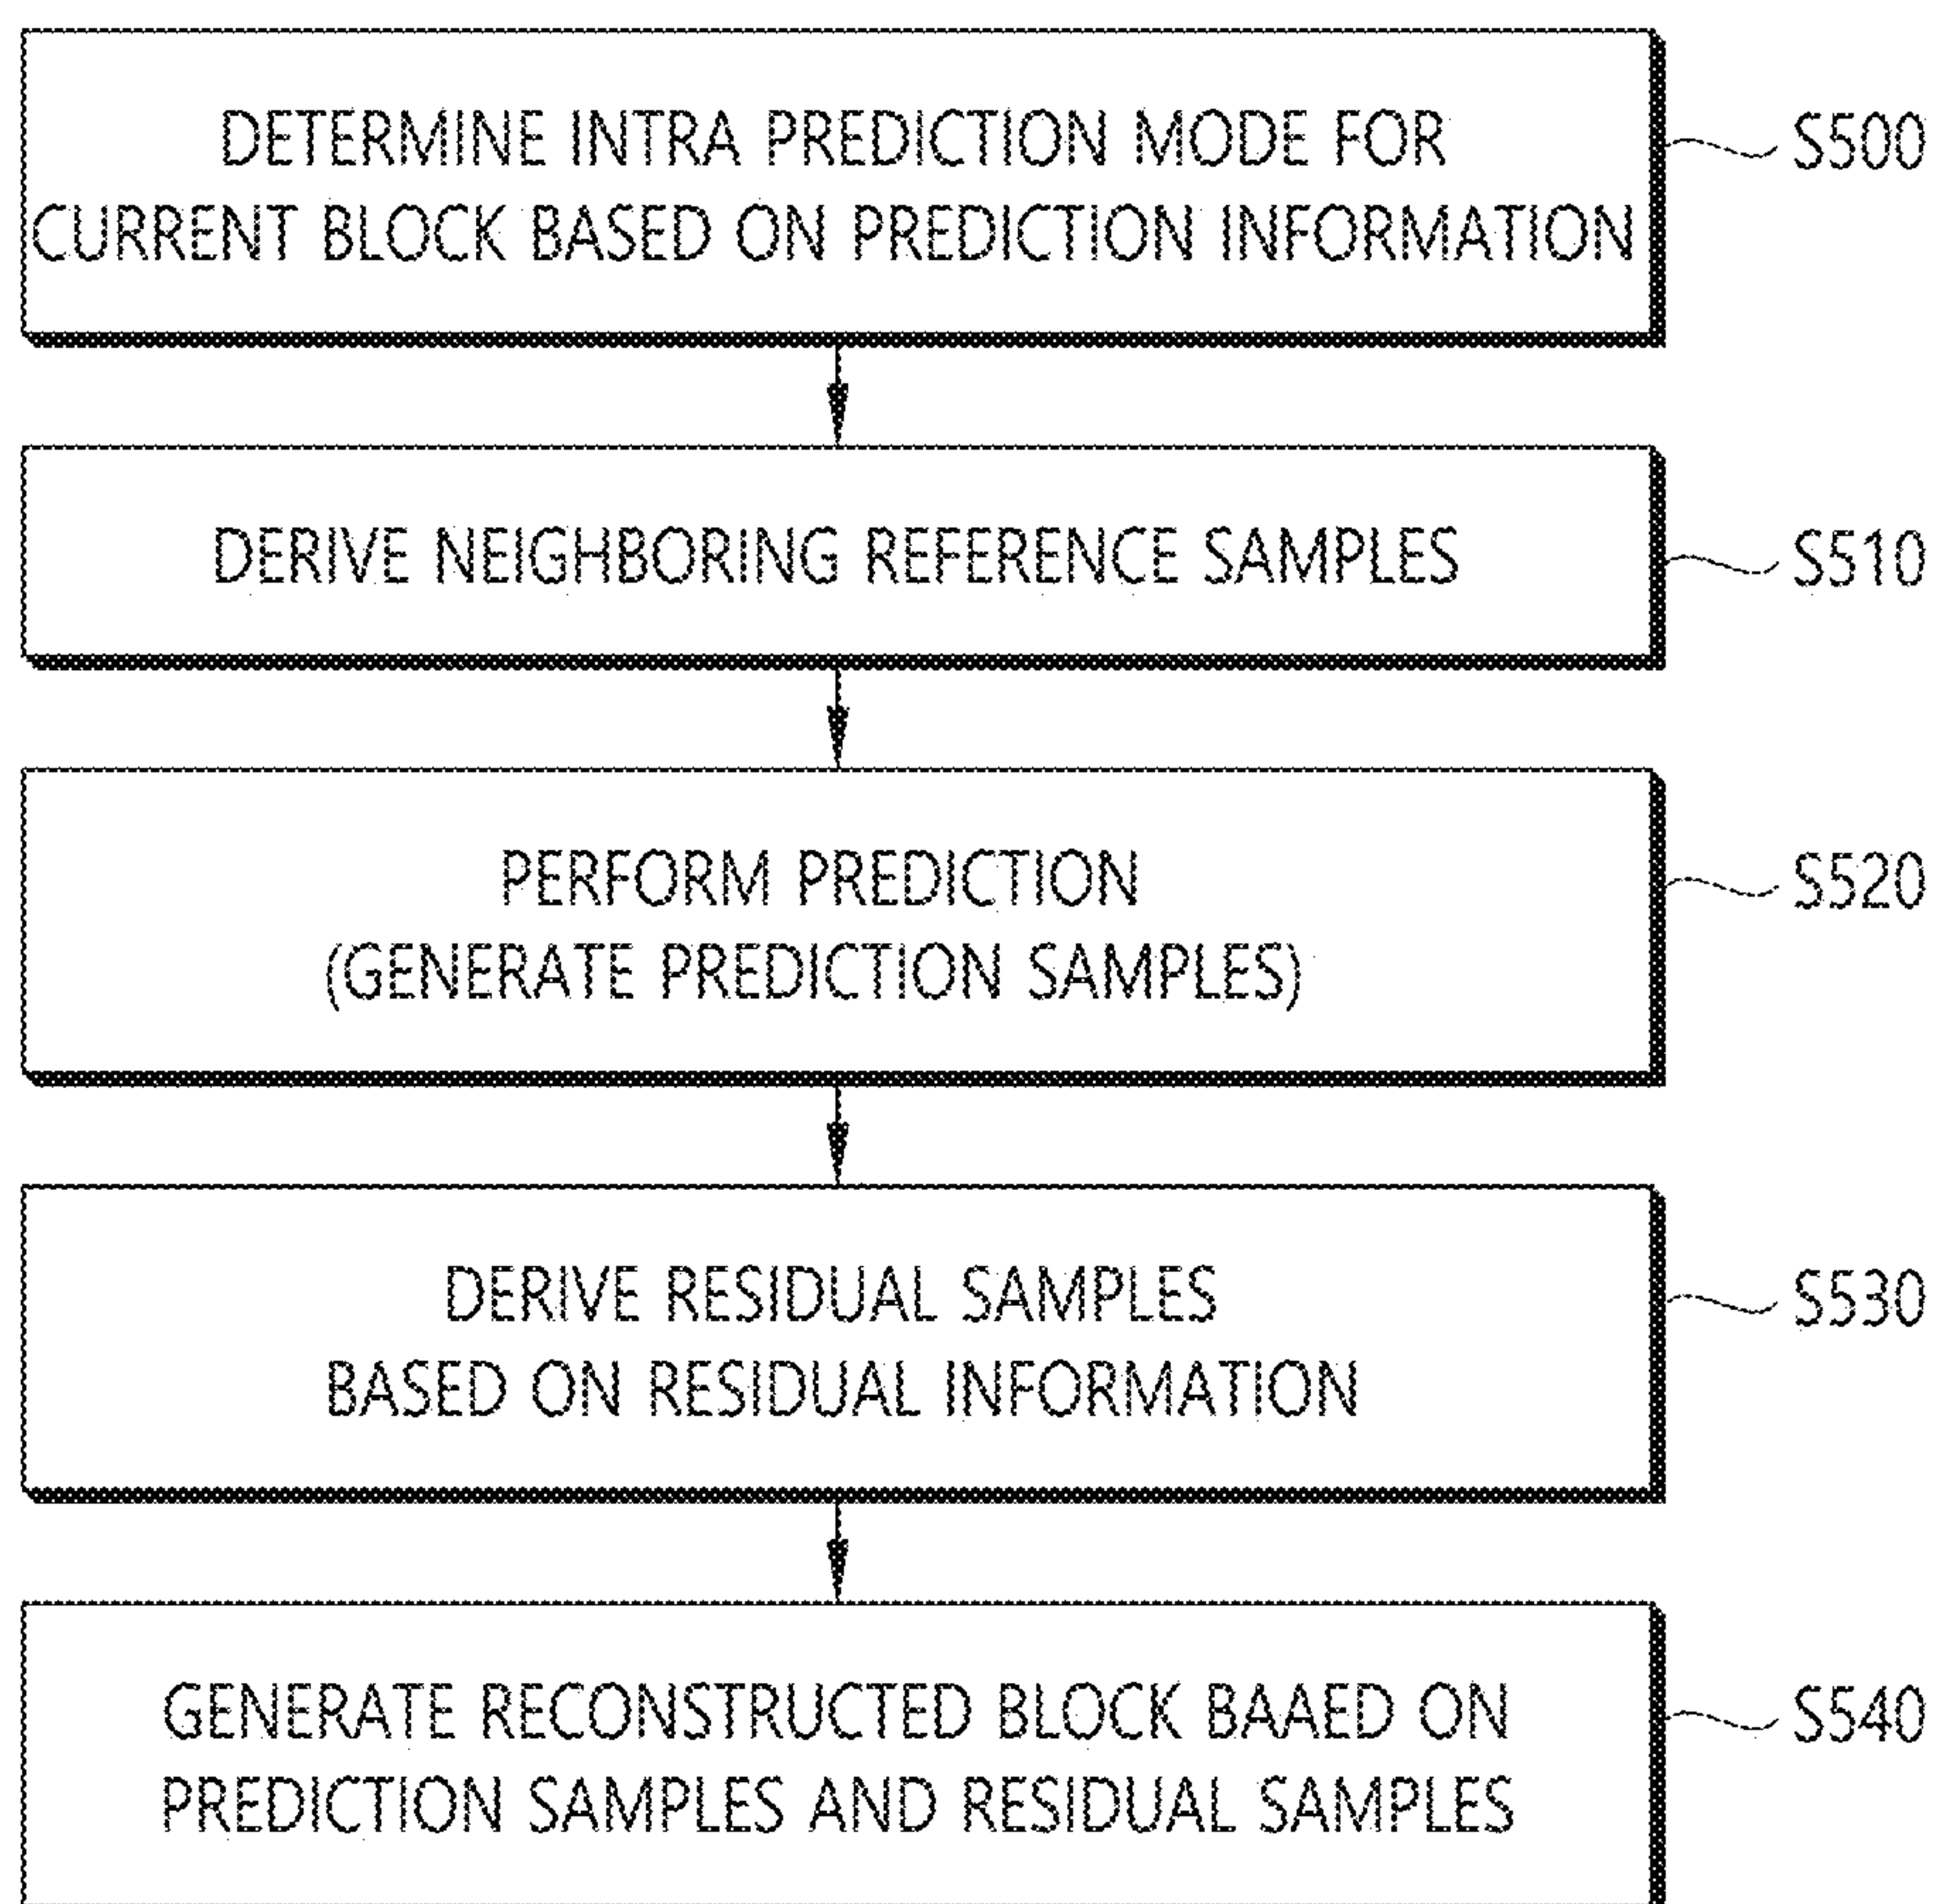 DETERMINE INTRA PREDICTION MODE FOR
CURRENT BLOCK BASED ON PREDICTION INFORMATION
S500
DERIVE NEIGHBORING REFERENCE SAMPLES
S510
PERFORM PREDICTION
(GENERATE PREDICTION SAMPLES)
S520
DERIVE RESIDUAL SAMPLES
BASED ON RESIDUAL INFORMATION
S530
GENERATE RECONSTRUCTED BLOCK BAAED ON
PREDICTION SAMPLES AND RESIDUAL SAMPLES
S540